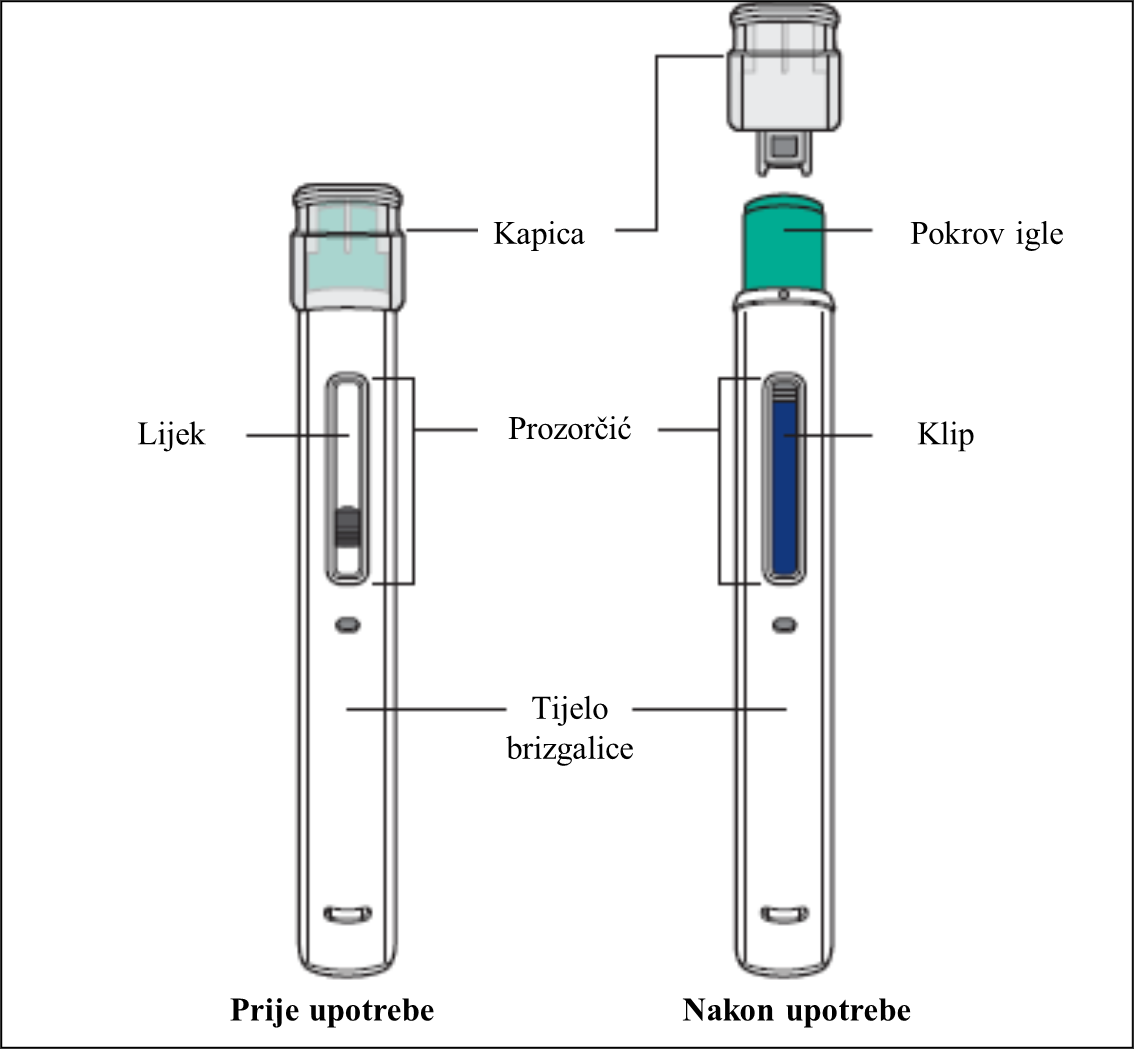 Kapica
Pokrov igle
Lijek
Prozorčić
Klip
Tijelo
brizgalice
Prije upotrebe
Nakon upotrebe